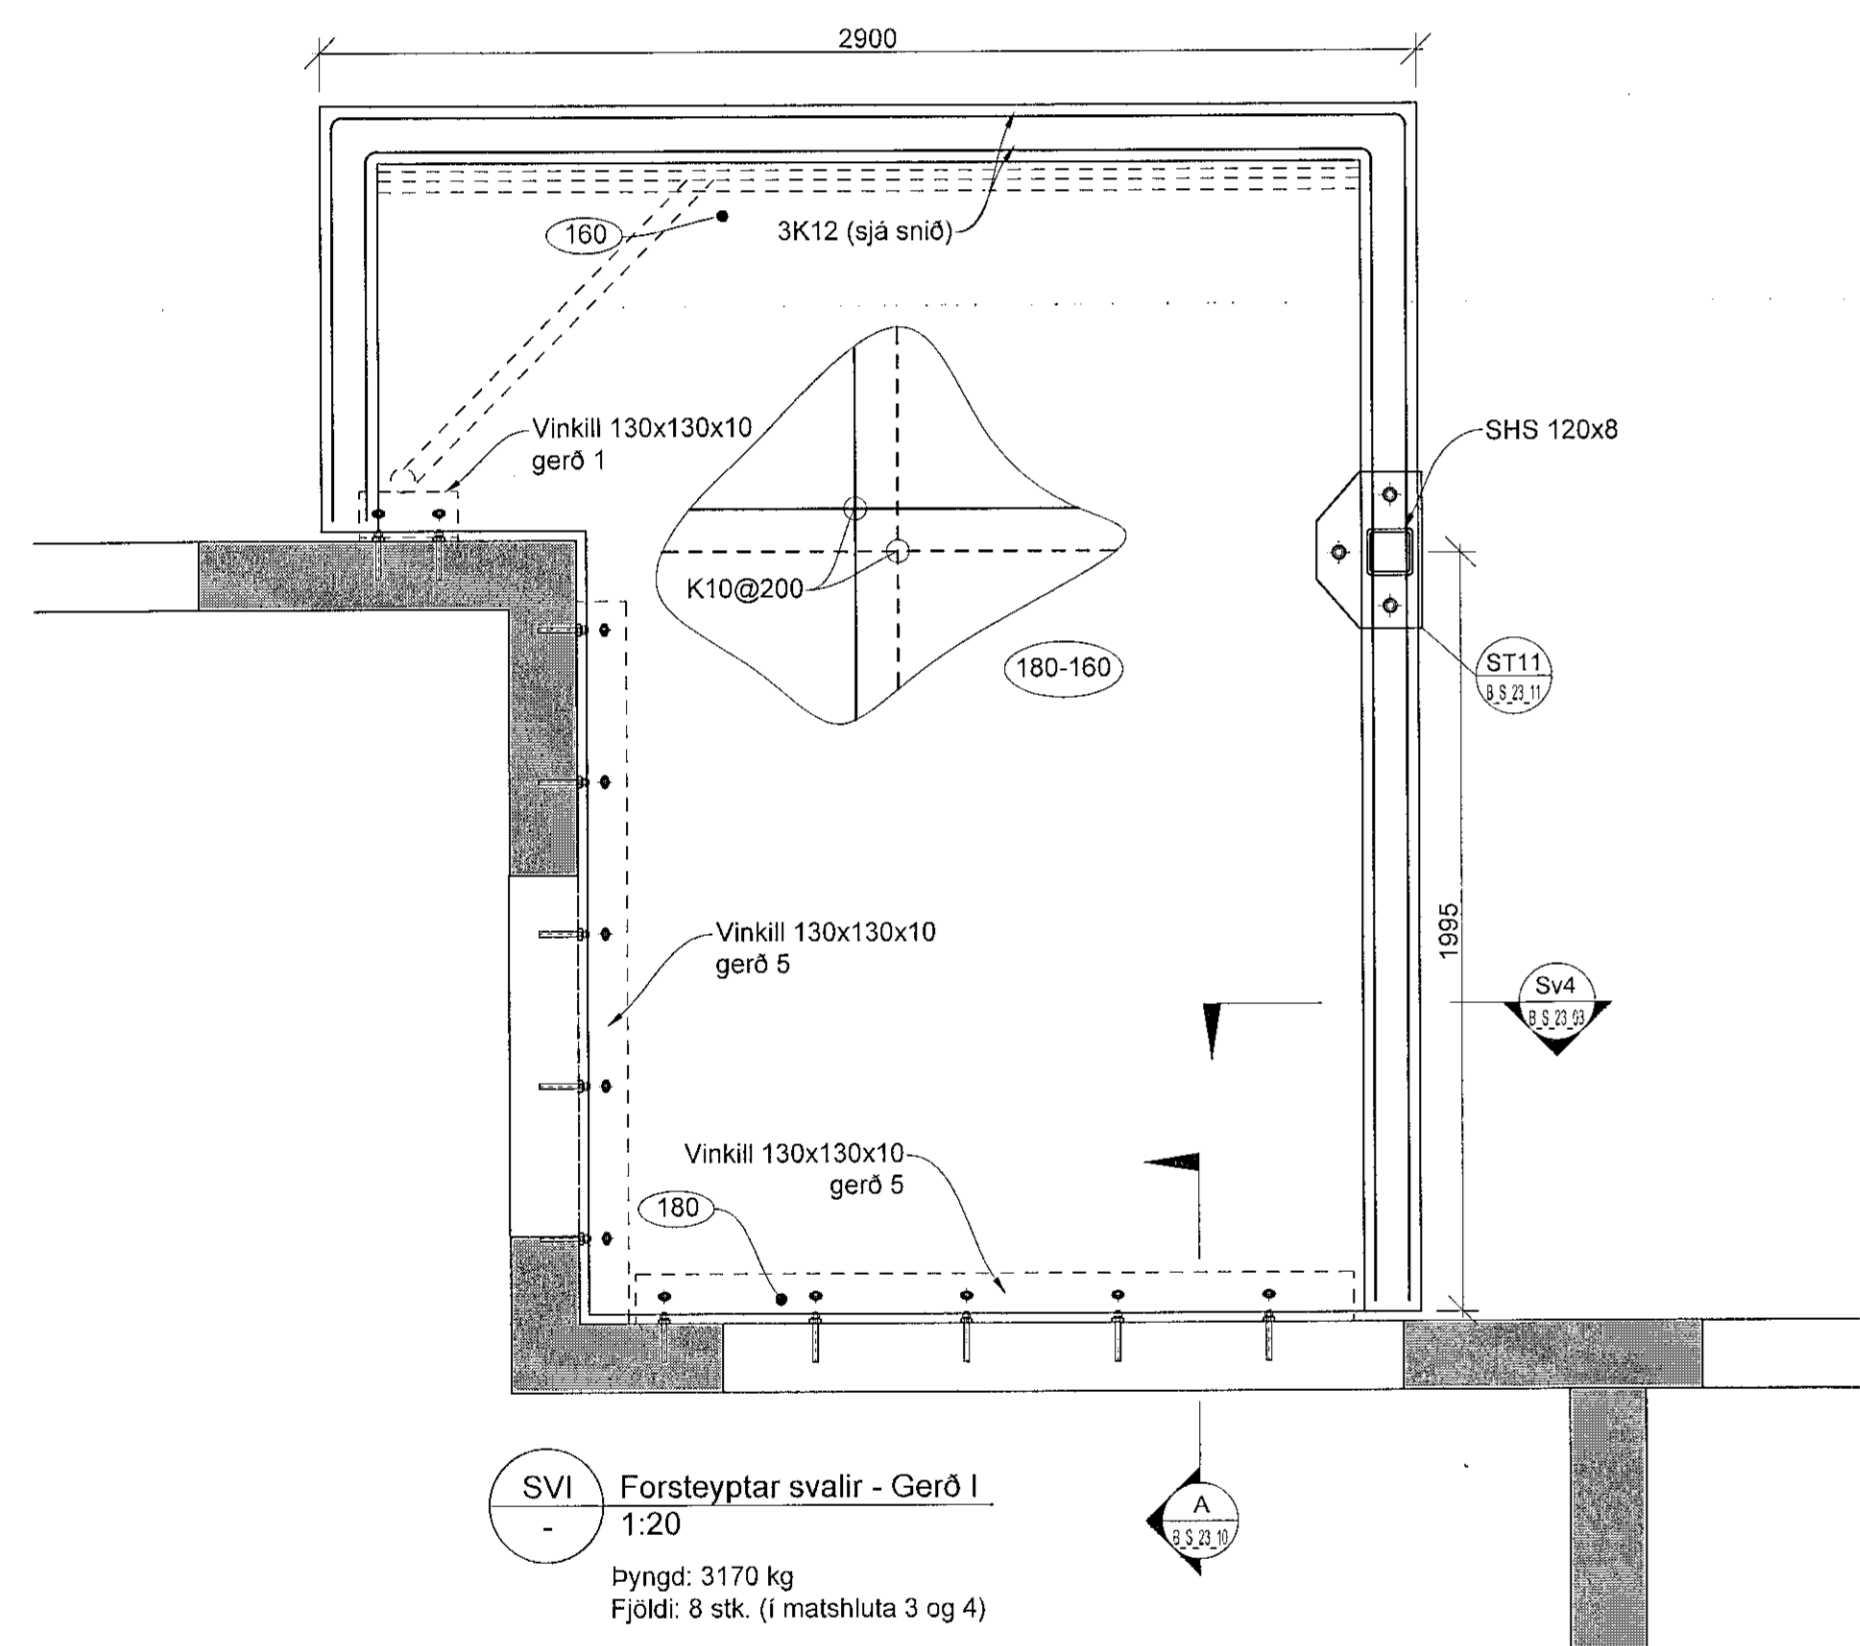 2900
160
3K12 (sjá snið)
Vinkill 130x130x10
gerð 1
SHS 120x8
K10@200
180-160
ST11
B_S_23_11
Vinkill 130x130x10
gerð 5
1995
Sv4
B_S_23_03
Vinkill 130x130x10
gerð 5
180
SVI
-
Forsteyptar svalir - Gerð I
1:20
A
B_S_23_10
Þyngd: 3170 kg
Fjöldi: 8 stk. (í matshluta 3 og 4)